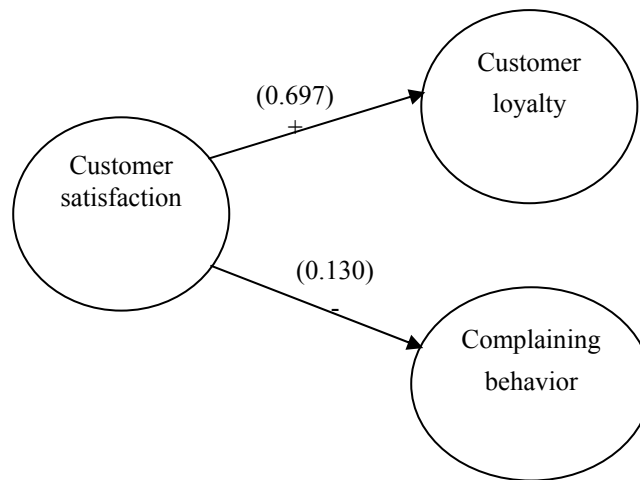 Customer
loyalty
(0.697)
+
Customer
satisfaction
(0.130)
-
Complaining
behavior